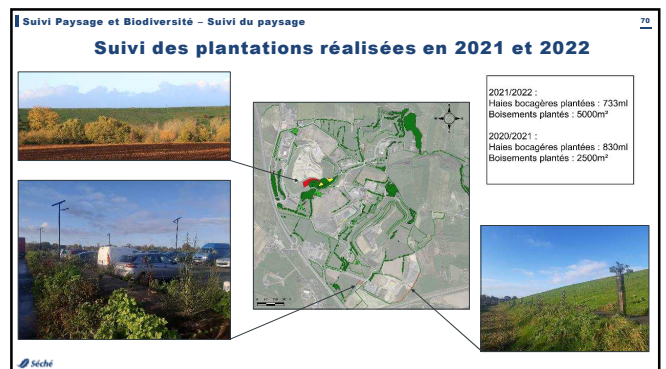 Suivi Paysage et Biodiversité – Suivi du paysage
70
Suivi des plantations réalisées en 2021 et 2022
2021/2022 :
Haies bocagères plantées : 733ml
Boisements plantés : 5000m²
2020/2021 :
Haies bocagères plantées : 830ml
Boisements plantés : 2500m²
Séché